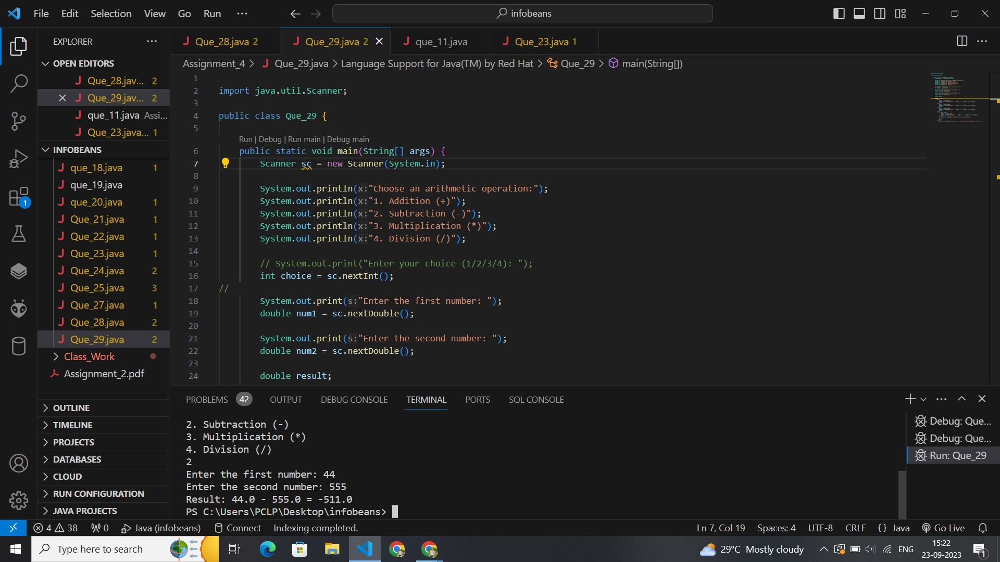 File Edit Selection View Go Run ···
infobeans
EXPLORER ···
OPEN EDITORS
Que_28.jav... 2
Que_29.jav... 2
que_11.java Assi...
Que_23.java... 1
INFOBEANS
que_18.java 1
que_19.java
que_20.java 1
Que_21.java 1
Que_22.java 1
Que_23.java 1
Que_24.java 2
Que_25.java 3
Que_27.java 1
Que_28.java 2
Que_29.java 2
Class_Work
Assignment_2.pdf
OUTLINE
TIMELINE
PROJECTS
DATABASES
CLOUD
RUN CONFIGURATION
JAVA PROJECTS
1
Que_28.java 2
Que_29.java 2
que_11.java
Que_23.java 1
Assignment_4 > Que_29.java > Language Support for Java(TM) by Red Hat > Que_29 > main(String[])
1
2 import java.util.Scanner;
3
4 public class Que_29 {
5
Run | Debug | Run main | Debug main
6 public static void main(String[] args) {
7 Scanner sc = new Scanner(System.in);
8
9 System.out.println(x:"Choose an arithmetic operation:");
10 System.out.println(x:"1. Addition (+)");
11 System.out.println(x:"2. Subtraction (-)");
12 System.out.println(x:"3. Multiplication (*)");
13 System.out.println(x:"4. Division (/)");
14
15 // System.out.print("Enter your choice (1/2/3/4): ");
16 int choice = sc.nextInt();
17 //
18 System.out.print(s:"Enter the first number: ");
19 double num1 = sc.nextDouble();
20
21 System.out.print(s:"Enter the second number: ");
22 double num2 = sc.nextDouble();
23
24 double result;
PROBLEMS 42 OUTPUT DEBUG CONSOLE TERMINAL PORTS SQL CONSOLE
2. Subtraction (-)
3. Multiplication (*)
4. Division (/)
2
Enter the first number: 44
Enter the second number: 555
Result: 44.0 - 555.0 = -511.0
PS C:\Users\PCLP\Desktop\infobeans>
Debug: Que...
Debug: Que...
Run: Que_29
4 38 0 Java (infobeans) Connect Indexing completed.
Ln 7, Col 19 Spaces: 4 UTF-8 CRLF {} Java Go Live
Type here to search
29°C Mostly cloudy
ENG
15:22
23-09-2023
1